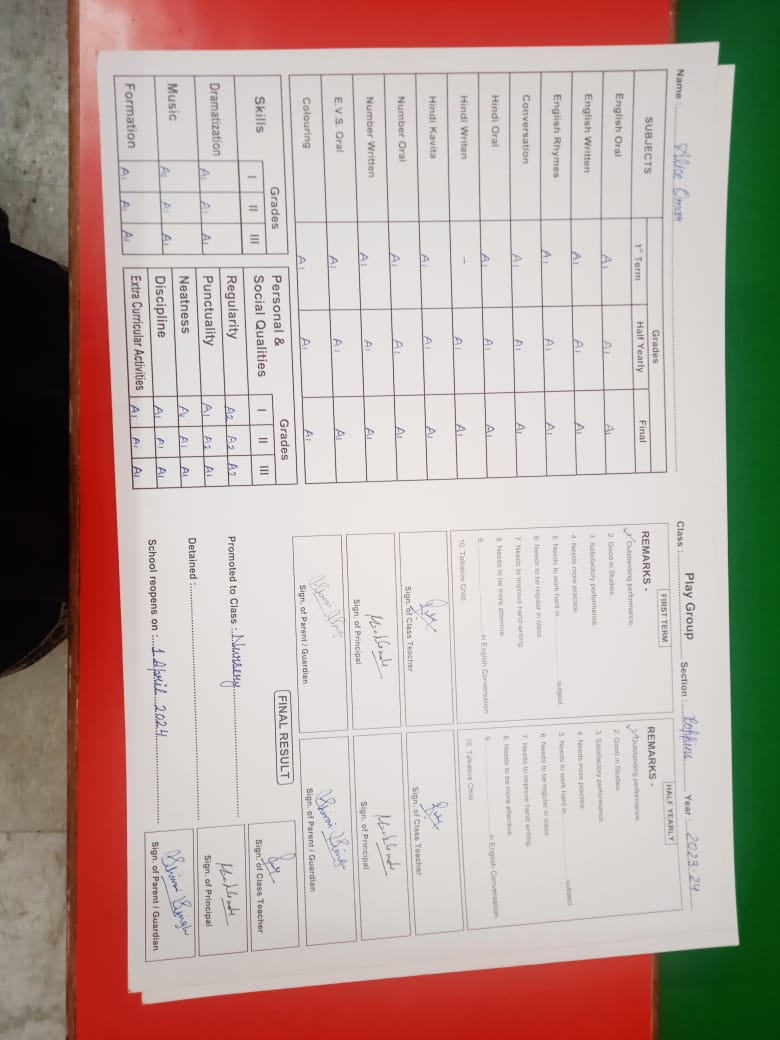 Name : Alice Omar
Class : Play Group Section : Poppins Year : 2023-24
SUBJECTS Grades
1st Term Half Yearly Final
English Oral A1 A1 A1
English Written A1 A1 A1
English Rhymes A1 A1 A1
Conversation A1 A1 A1
Hindi Oral A1 A1 A1
Hindi Writen - A1 A1
Hindi Kavita A1 A1 A1
Number Oral A1 A1 A1
Number Written A1 A1 A1
E.V.S. Oral A1 A1 A1
Colouring A1 A1 A1
Skills Grades
I II III
Dramatization A1 A1 A1
Music A1 A1 A1
Formation A1 A1 A1
Personal & Social Qualities Grades
I II III
Regularity A2 A2 A2
Punctuality A1 A2 A1
Neatness A1 A1 A1
Discipline A1 A1 A1
Extra Curricular Activities A1 A1 A1
FIRST TERM
REMARKS -
1. Outstanding performance.
2. Good in Studies.
3. Satisfactory performance.
4. Needs more practice.
5. Needs to work hard in subject.
6. Needs to be regular in class.
7. Needs to improve hand writing
8. Needs to be more attentive.
9. in English Conversation
10. Talkative Child
Sign. of Class Teacher
Sign. of Principal
Sign. of Parent / Guardian
HALF YEARLY
REMARKS -
1. Outstanding performance.
2. Good in Studies.
3. Satisfactory performance.
4. Needs more practice.
5. Needs to work hard in subject.
6. Needs to be regular in class.
7. Needs to improve hand writing
8. Needs to be more attentive.
9. in English Conversation
10. Talkative Child
Sign. of Class Teacher
Sign. of Principal
Sign. of Parent / Guardian
FINAL RESULT
Promoted to Class : Nursery
Detained :
School reopens on : 1 April 2024
Sign. of Class Teacher
Sign. of Principal
Sign. of Parent / Guardian